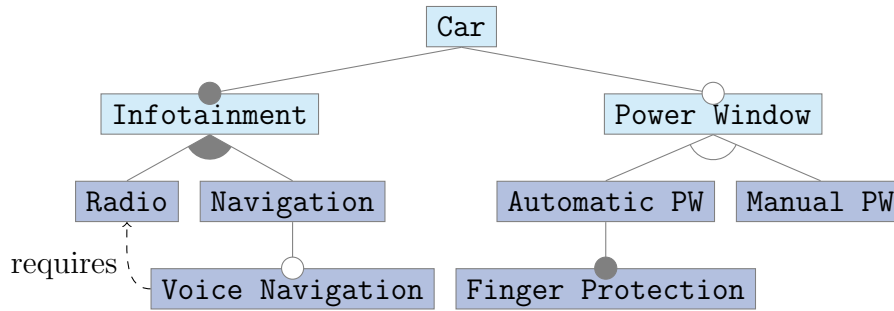 Car
Infotainment
Power Window
Radio
Navigation
Automatic PW
Manual PW
requires
Voice Navigation
Finger Protection